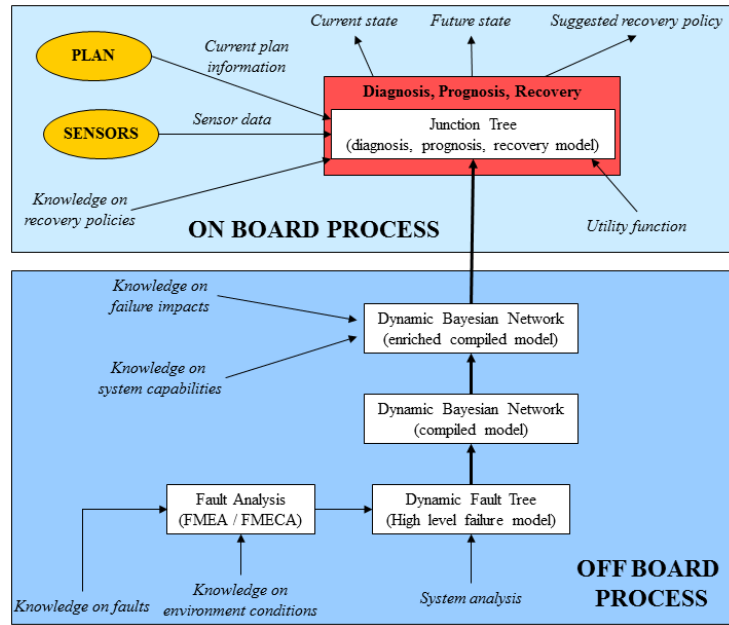 Current state
Future state
Suggested recovery policy
PLAN
Current plan
information
Diagnosis, Prognosis, Recovery
SENSORS
Sensor data
Junction Tree
(diagnosis, prognosis, recovery model)
Knowledge on
recovery policies
ON BOARD PROCESS
Utility function
Knowledge on
failure impacts
Dynamic Bayesian Network
(enriched compiled model)
Knowledge on
system capabilities
Dynamic Bayesian Network
(compiled model)
Fault Analysis
(FMEA / FMECA)
Dynamic Fault Tree
(High level failure model)
OFF BOARD
PROCESS
Knowledge on faults
Knowledge on
environment conditions
System analysis